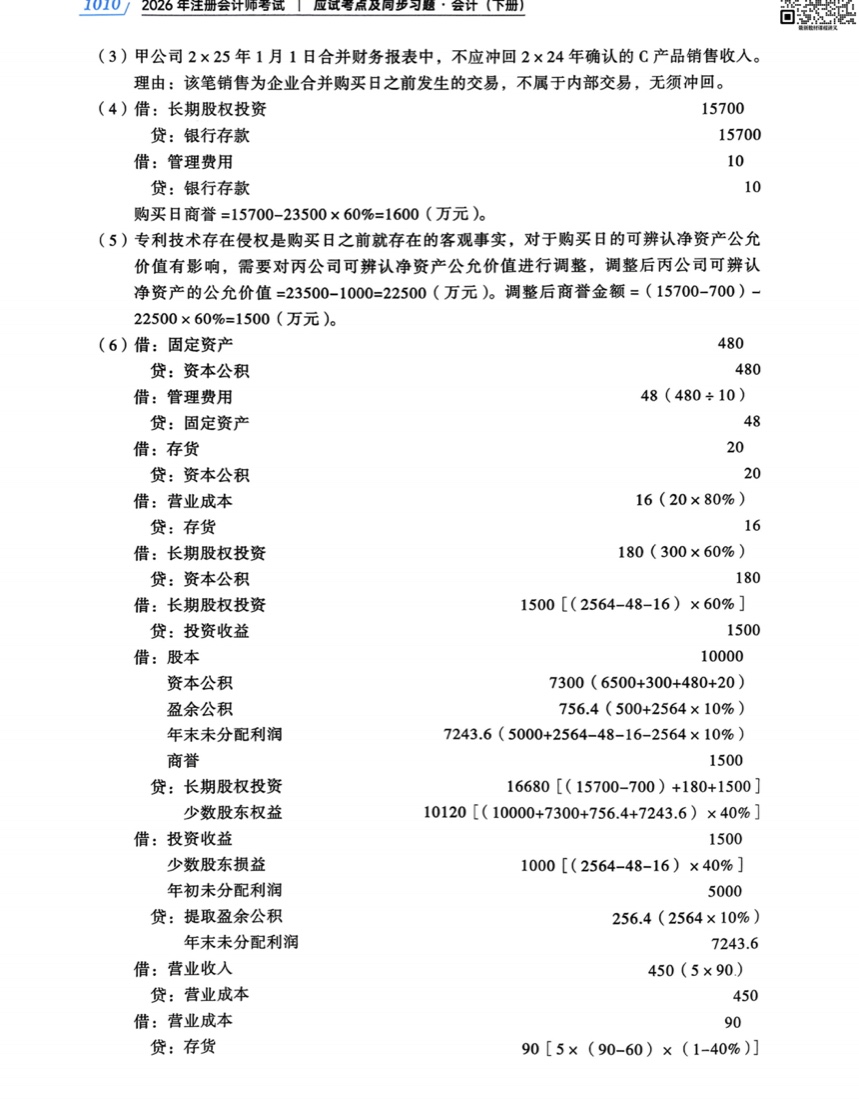 1010 2026年注册会计师考试 | 应试考点及同步习题·会计（下册）
（3）甲公司2×25年1月1日合并财务报表中，不应冲回2×24年确认的C产品销售收入。
理由：该笔销售为企业合并购买日之前发生的交易，不属于内部交易，无须冲回。
（4）借：长期股权投资 15700
贷：银行存款 15700
借：管理费用 10
贷：银行存款 10
购买日商誉=15700-23500×60%=1600（万元）。
（5）专利技术存在侵权是购买日之前就存在的客观事实，对于购买日的可辨认净资产公允
价值有影响，需要对丙公司可辨认净资产公允价值进行调整，调整后丙公司可辨认
净资产的公允价值=23500-1000=22500（万元）。调整后商誉金额=（15700-700）-
22500×60%=1500（万元）。
（6）借：固定资产 480
贷：资本公积 480
借：管理费用 48（480÷10）
贷：固定资产 48
借：存货 20
贷：资本公积 20
借：营业成本 16（20×80%）
贷：存货 16
借：长期股权投资 180（300×60%）
贷：资本公积 180
借：长期股权投资 1500［（2564-48-16）×60%］
贷：投资收益 1500
借：股本 10000
资本公积 7300（6500+300+480+20）
盈余公积 756.4（500+2564×10%）
年末未分配利润 7243.6（5000+2564-48-16-2564×10%）
商誉 1500
贷：长期股权投资 16680［（15700-700）+180+1500］
少数股东权益 10120［（10000+7300+756.4+7243.6）×40%］
借：投资收益 1500
少数股东损益 1000［（2564-48-16）×40%］
年初未分配利润 5000
贷：提取盈余公积 256.4（2564×10%）
年末未分配利润 7243.6
借：营业收入 450（5×90）
贷：营业成本 450
借：营业成本 90
贷：存货 90［5×（90-60）×（1-40%）］